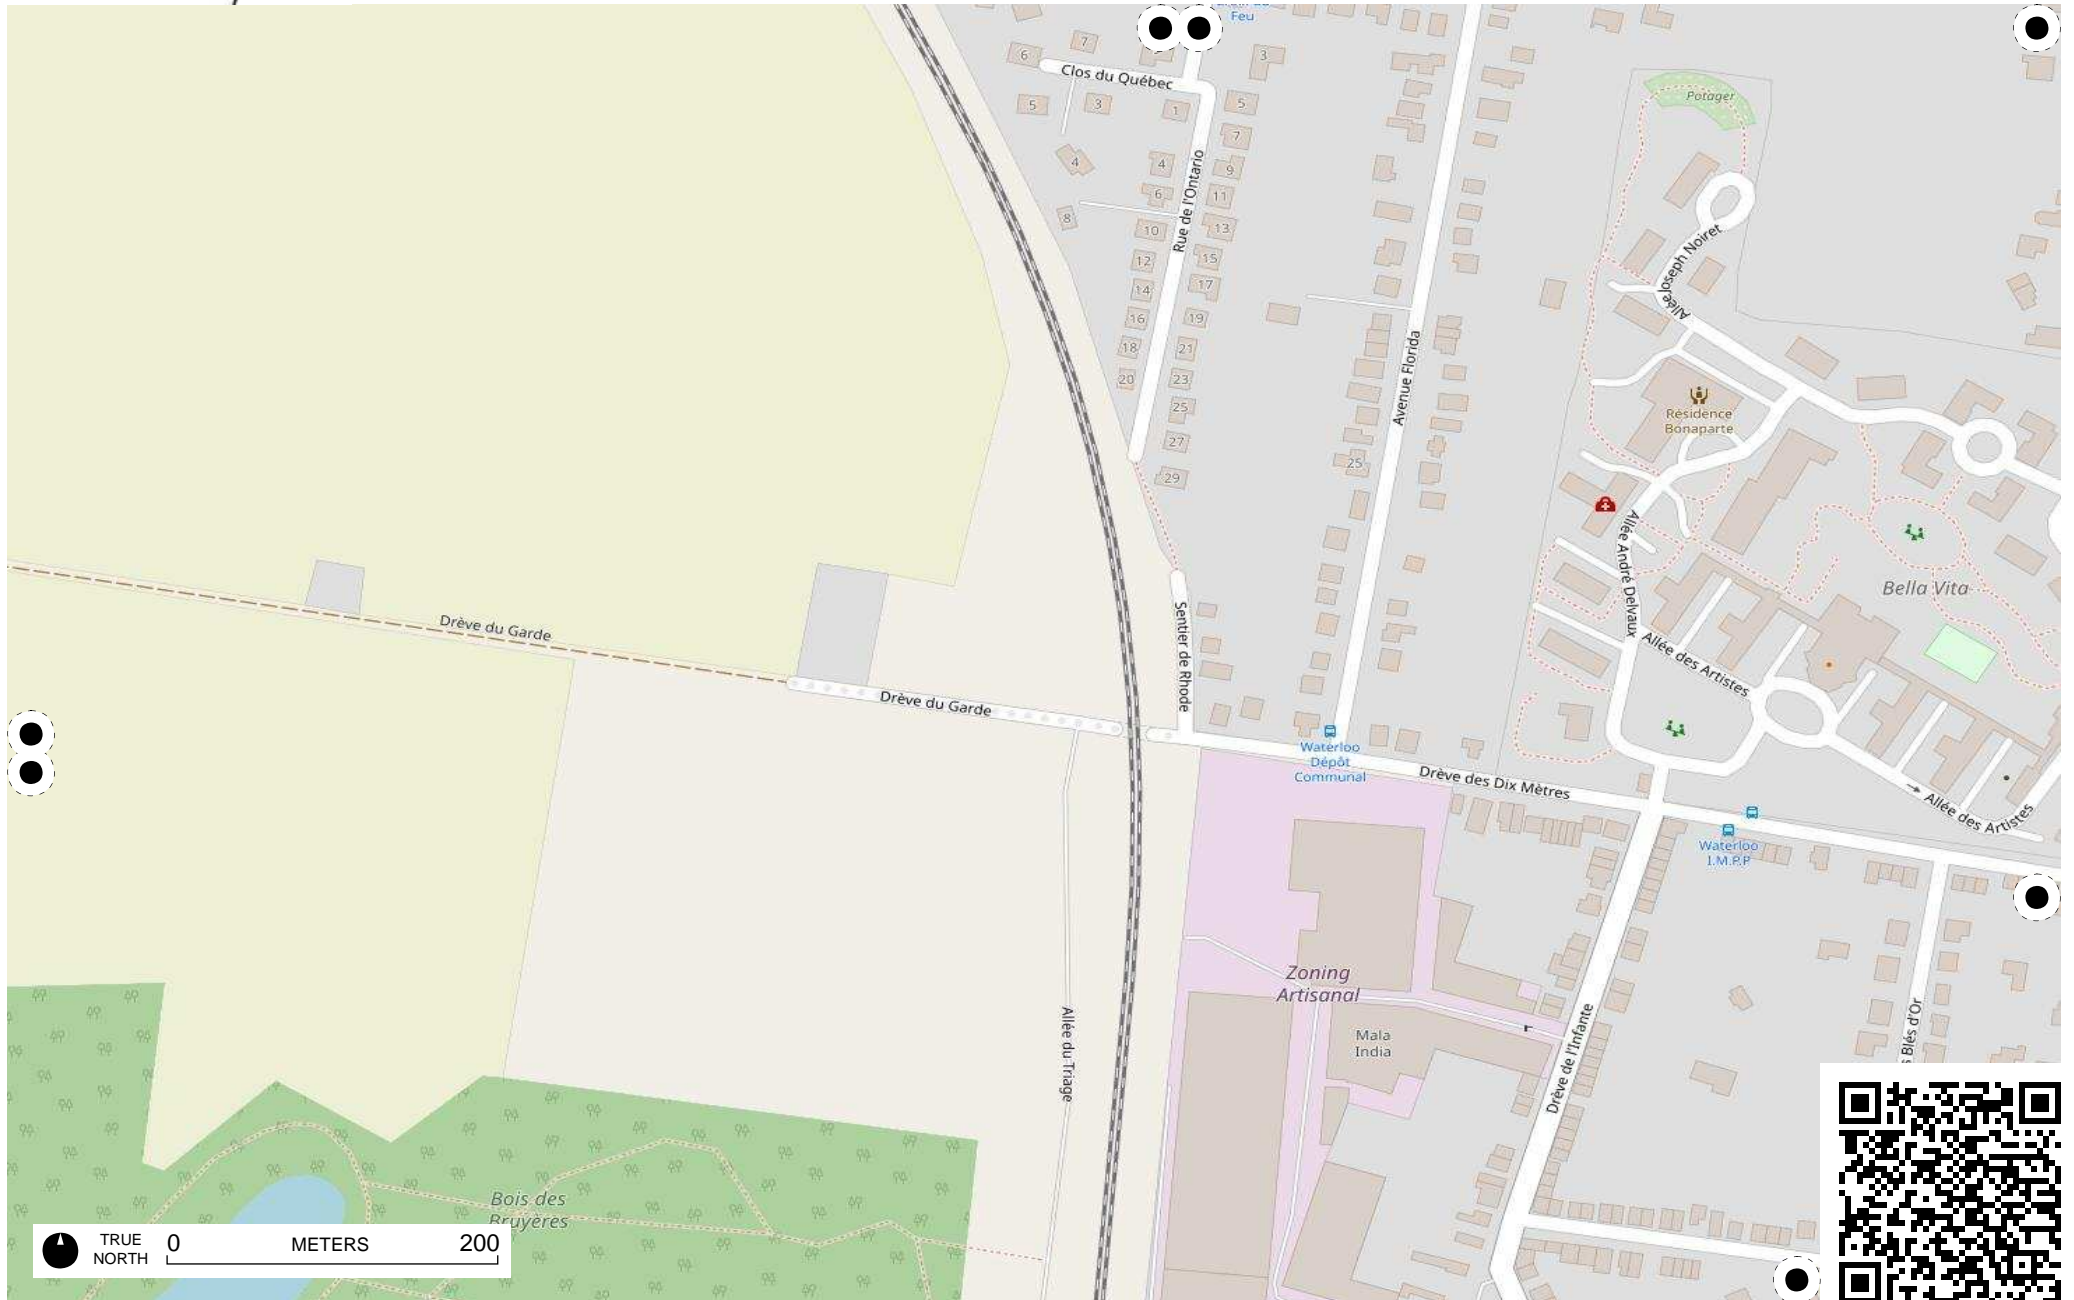 Feu
6
7
Clos du Québec
3
5
3
1
5
7
4
4
9
6
11
8
10
13
Rue de l'Ontario
12
15
14
17
16
19
18
21
20
23
25
27
29
Avenue Florida
25
Potager
Allée Joseph Noiret
Résidence
Bonaparte
Allée André Delvaux
Bella Vita
Allée des Artistes
Drève du Garde
Drève du Garde
Sentier de Rhode
Waterloo
Dépôt
Communal
Drève des Dix Mètres
Allée des Artistes
Waterloo
I.M.P.P
Zoning
Artisanal
Mala
India
Allée du Triage
Drève de l'Infante
Blés d'Or
Bois des
Bruyères
TRUE
NORTH
0 METERS 200